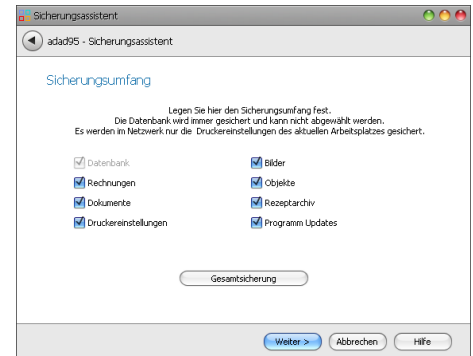 Sicherungsassistent
adad95 - Sicherungsassistent
Sicherungsumfang
Legen Sie hier den Sicherungsumfang fest.
Die Datenbank wird immer gesichert und kann nicht abgewählt werden.
Es werden im Netzwerk nur die Druckereinstellungen des aktuellen Arbeitsplatzes gesichert.
Datenbank
Rechnungen
Dokumente
Druckereinstellungen
Bilder
Objekte
Rezeptarchiv
Programm Updates
Gesamtsicherung
Weiter >
Abbrechen
Hilfe